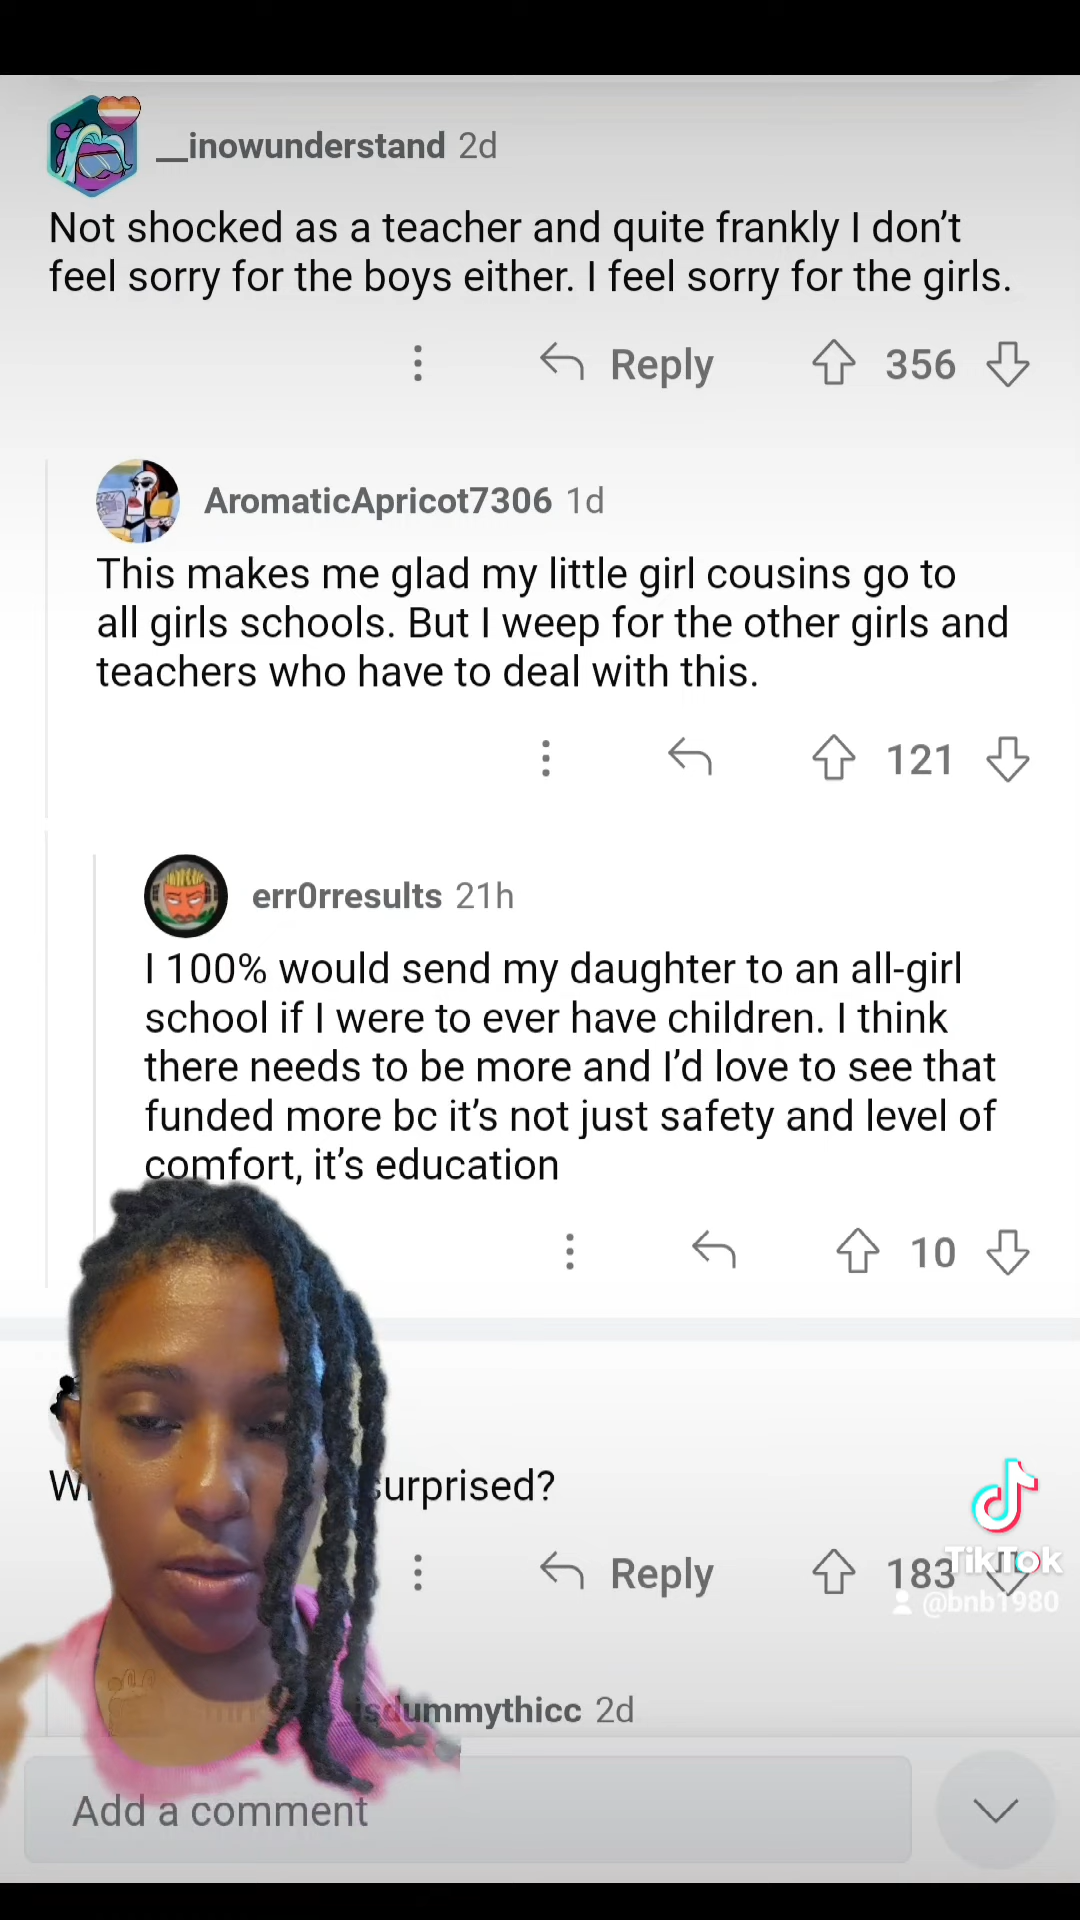 __inowunderstand 2d
Not shocked as a teacher and quite frankly I don't
feel sorry for the boys either. I feel sorry for the girls.
Reply 356
AromaticApricot7306 1d
This makes me glad my little girl cousins go to
all girls schools. But I weep for the other girls and
teachers who have to deal with this.
121
err0rresults 21h
I 100% would send my daughter to an all-girl
school if I were to ever have children. I think
there needs to be more and I'd love to see that
funded more bc it's not just safety and level of
comfort, it's education
10
urprised?
Reply 183
TikTok
@bnb1980
sdummythicc 2d
Add a comment